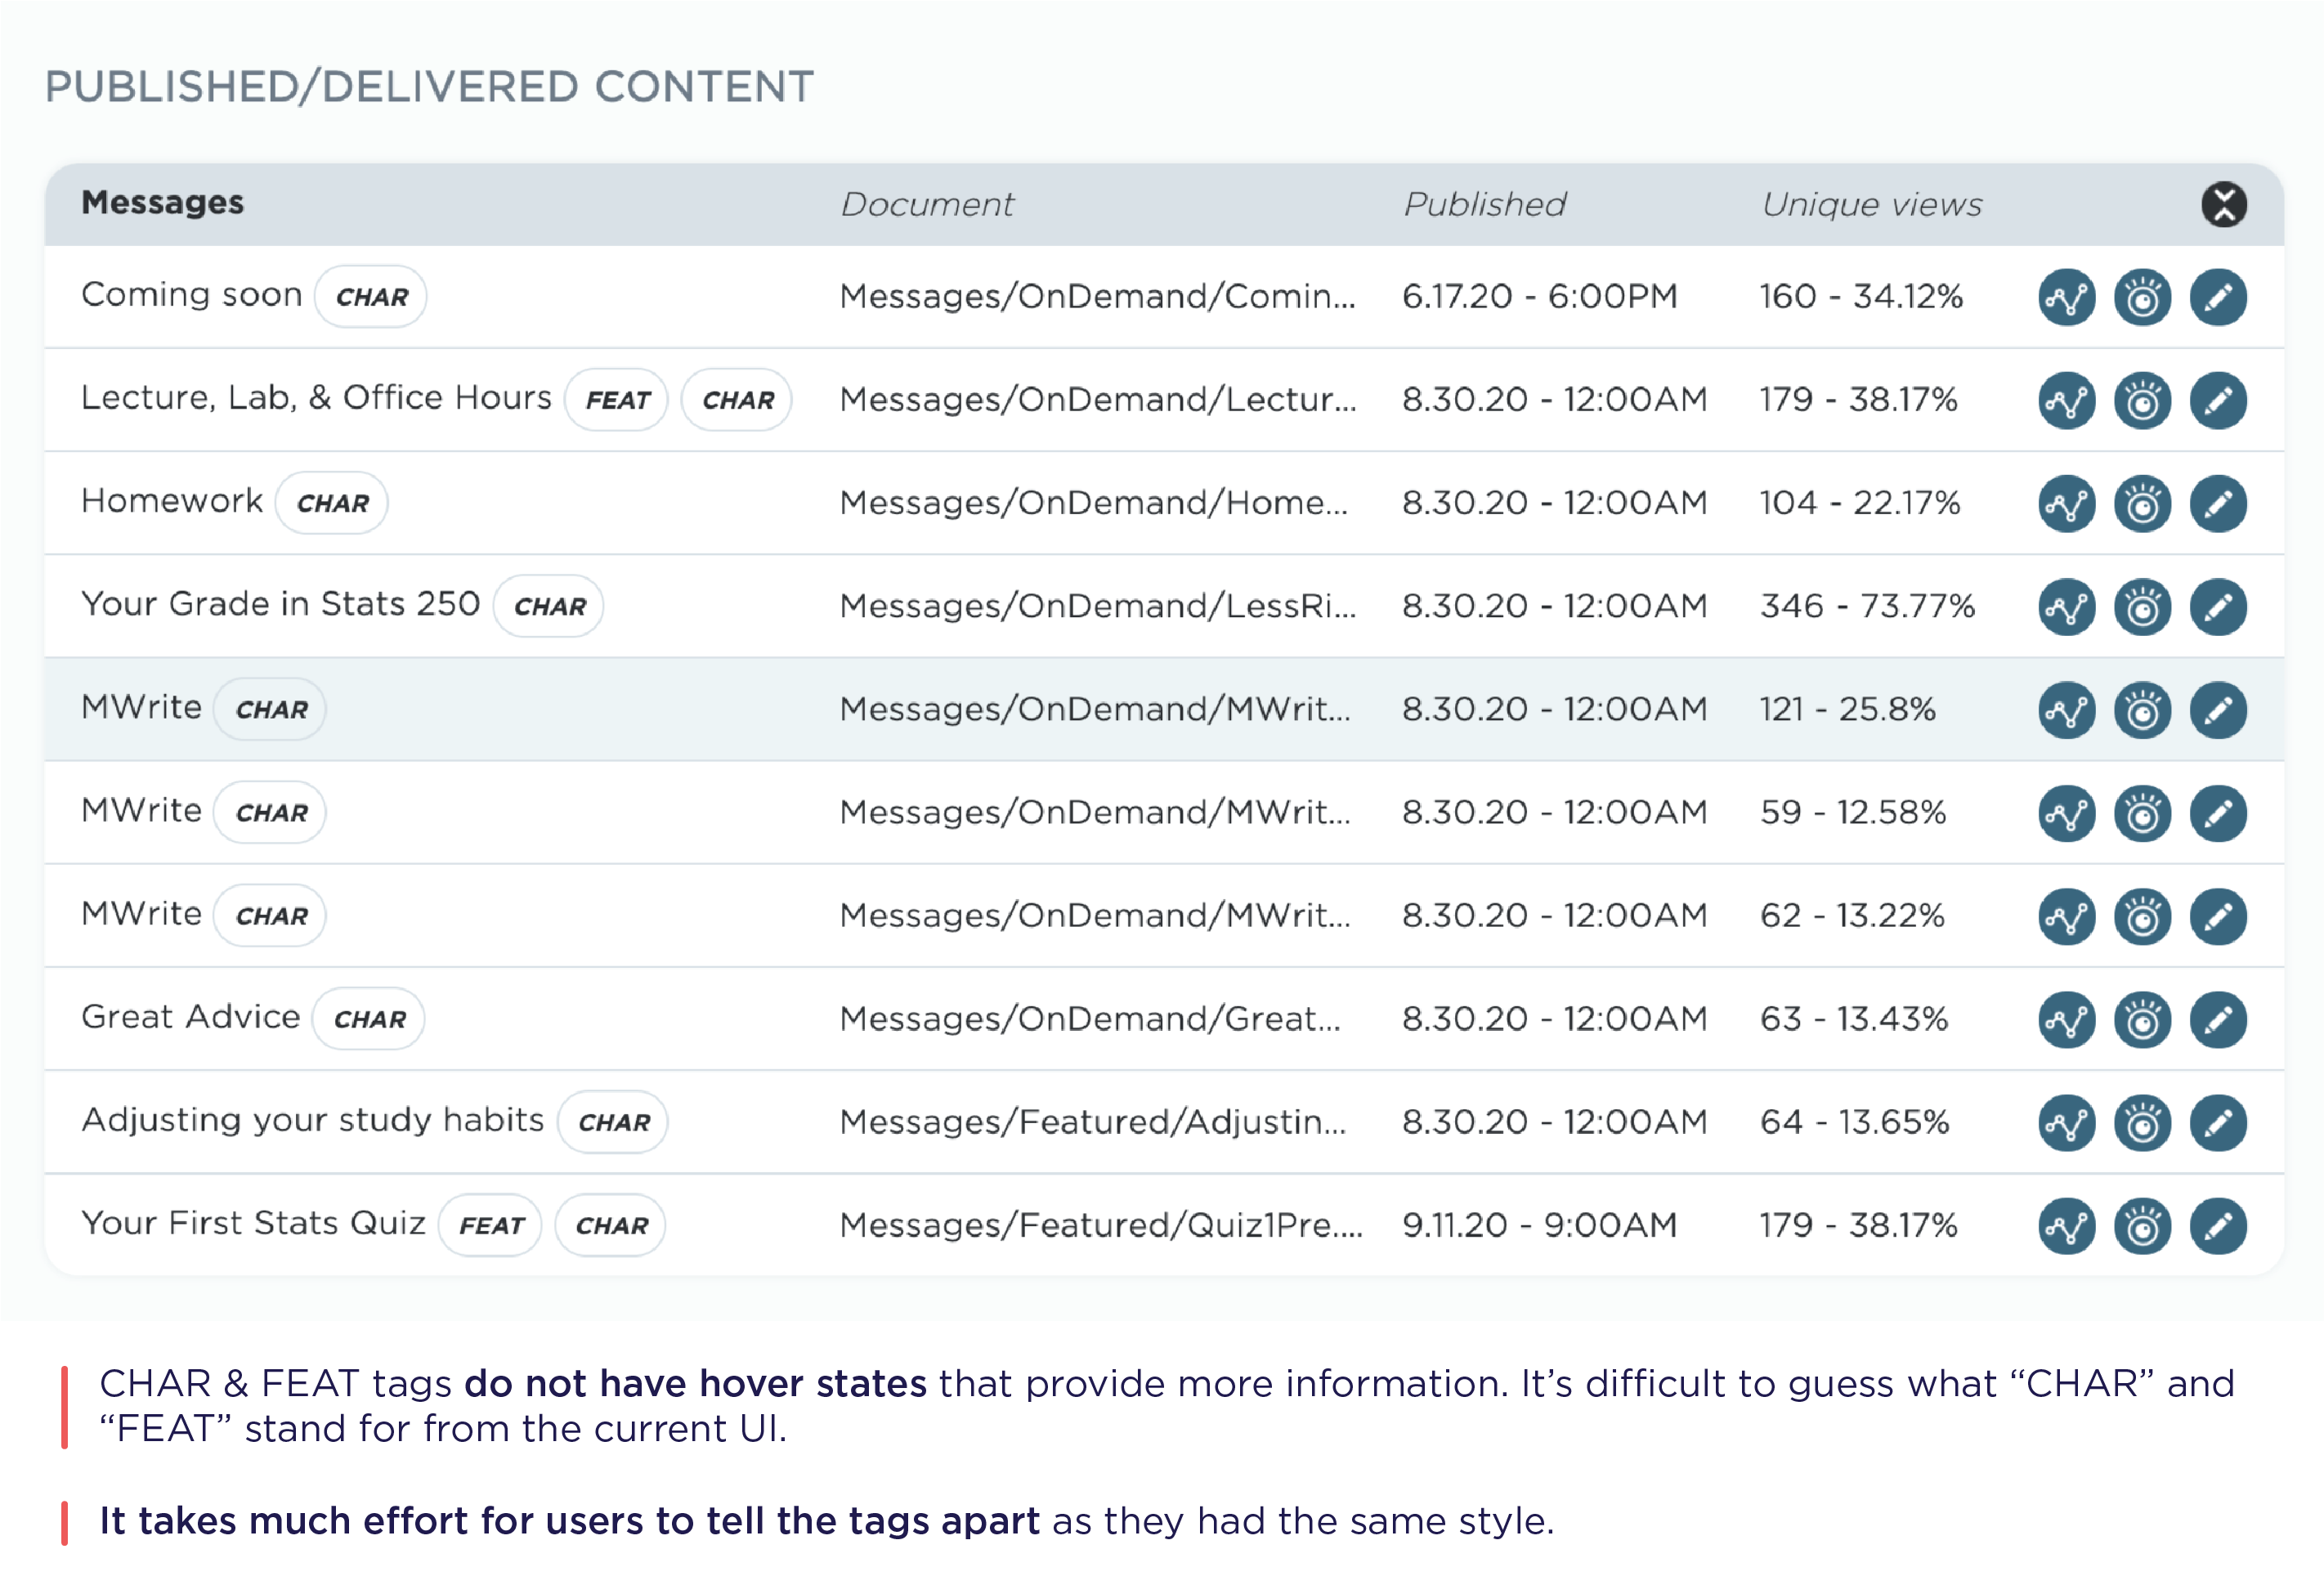 PUBLISHED/DELIVERED CONTENT
Messages Document Published Unique views
Coming soon CHAR Messages/OnDemand/Comin... 6.17.20 - 6:00PM 160 - 34.12%
Lecture, Lab, & Office Hours FEAT CHAR Messages/OnDemand/Lectur... 8.30.20 - 12:00AM 179 - 38.17%
Homework CHAR Messages/OnDemand/Home... 8.30.20 - 12:00AM 104 - 22.17%
Your Grade in Stats 250 CHAR Messages/OnDemand/LessRi... 8.30.20 - 12:00AM 346 - 73.77%
MWrite CHAR Messages/OnDemand/MWrit... 8.30.20 - 12:00AM 121 - 25.8%
MWrite CHAR Messages/OnDemand/MWrit... 8.30.20 - 12:00AM 59 - 12.58%
MWrite CHAR Messages/OnDemand/MWrit... 8.30.20 - 12:00AM 62 - 13.22%
Great Advice CHAR Messages/OnDemand/Great... 8.30.20 - 12:00AM 63 - 13.43%
Adjusting your study habits CHAR Messages/Featured/Adjustin... 8.30.20 - 12:00AM 64 - 13.65%
Your First Stats Quiz FEAT CHAR Messages/Featured/Quiz1Pre.... 9.11.20 - 9:00AM 179 - 38.17%
CHAR & FEAT tags do not have hover states that provide more information. It’s difficult to guess what “CHAR” and
“FEAT” stand for from the current UI.
It takes much effort for users to tell the tags apart as they had the same style.